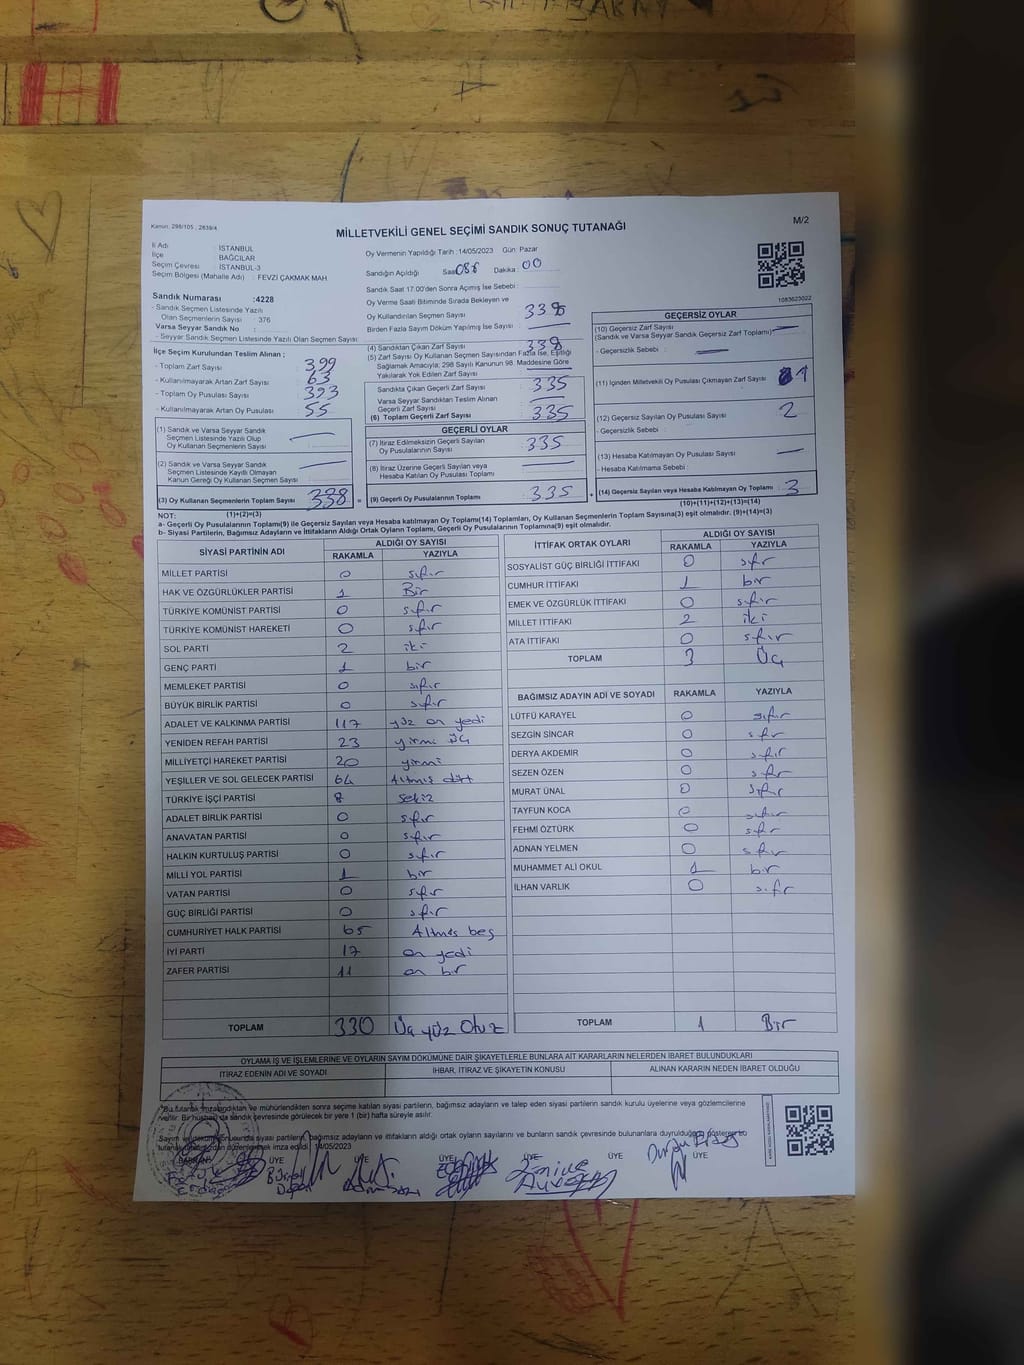 Kanun: 298/105 ; 2839/4
MİLLETVEKİLİ GENEL SEÇİMİ SANDIK SONUÇ TUTANAĞI
M/2
İl Adı : İSTANBUL
İlçe : BAĞCILAR
Seçim Çevresi : İSTANBUL-3
Seçim Bölgesi (Mahalle Adı) : FEVZİ ÇAKMAK MAH
Sandık Numarası :4228
- Sandık Seçmen Listesinde Yazılı
Olan Seçmenlerin Sayısı : 376
Varsa Seyyar Sandık No :
- Seyyar Sandık Seçmen Listesinde Yazılı Olan Seçmen Sayısı:
İlçe Seçim Kurulundan Teslim Alınan ;
- Toplam Zarf Sayısı : 399
- Kullanılmayarak Artan Zarf Sayısı : 63
- Toplam Oy Pusulası Sayısı : 393
- Kullanılmayarak Artan Oy Pusulası : 55
(1) Sandık ve Varsa Seyyar Sandık
Seçmen Listesinde Yazılı Olup
Oy Kullanan Seçmenlerin Sayısı
(2) Sandık ve Varsa Seyyar Sandık
Seçmen Listesinde Kayıtlı Olmayan
Kanun Gereği Oy Kullanan Seçmen Sayısı
(3) Oy Kullanan Seçmenlerin Toplam Sayısı 338 =
(1)+(2)=(3)
Oy Vermenin Yapıldığı Tarih :14/05/2023 Gün: Pazar
Sandığın Açıldığı Saat: 08 Dakika : 00
Sandık Saat 17.00'den Sonra Açılmış İse Sebebi :
Oy Verme Saati Bitiminde Sırada Bekleyen ve
Oy Kullandırılan Seçmen Sayısı : 338
Birden Fazla Sayım Döküm Yapılmış İse Sayısı :
(4) Sandıktan Çıkan Zarf Sayısı : 338
(5) Zarf Sayısı Oy Kullanan Seçmen Sayısından Fazla İse, Eşitliği
Sağlamak Amacıyla; 298 Sayılı Kanunun 98. Maddesine Göre
Yakılarak Yok Edilen Zarf Sayısı
Sandıkta Çıkan Geçerli Zarf Sayısı : 335
Varsa Seyyar Sandıktan Teslim Alınan
Geçerli Zarf Sayısı
(6) Toplam Geçerli Zarf Sayısı : 335
GEÇERLİ OYLAR
(7) İtiraz Edilmeksizin Geçerli Sayılan
Oy Pusulalarının Sayısı : 335
(8) İtiraz Üzerine Geçerli Sayılan veya
Hesaba Katılan Oy Pusulası Toplamı
(9) Geçerli Oy Pusulalarının Toplamı : 335 +
1083623022
GEÇERSİZ OYLAR
(10) Geçersiz Zarf Sayısı
(Sandık ve Varsa Seyyar Sandık Geçersiz Zarf Toplamı)
- Geçersizlik Sebebi :
(11) İçinden Milletvekili Oy Pusulası Çıkmayan Zarf Sayısı : 1
(12) Geçersiz Sayılan Oy Pusulası Sayısı : 2
- Geçersizlik Sebebi :
(13) Hesaba Katılmayan Oy Pusulası Sayısı :
- Hesaba Katılmama Sebebi :
(14) Geçersiz Sayılan veya Hesaba Katılmayan Oy Toplamı : 3
(10)+(11)+(12)+(13)=(14)
NOT:
a- Geçerli Oy Pusulalarının Toplamı(9) ile Geçersiz Sayılan veya Hesaba katılmayan Oy Toplamı(14) Toplamları, Oy Kullanan Seçmenlerin Toplam Sayısına(3) eşit olmalıdır. (9)+(14)=(3)
b- Siyasi Partilerin, Bağımsız Adayların ve İttifakların Aldığı Ortak Oyların Toplamı, Geçerli Oy Pusulalarının Toplamına(9) eşit olmalıdır.
SİYASİ PARTİNİN ADI ALDIĞI OY SAYISI
RAKAMLA YAZIYLA
MİLLET PARTİSİ 0 sıfır
HAK VE ÖZGÜRLÜKLER PARTİSİ 1 Bir
TÜRKİYE KOMÜNİST PARTİSİ 0 sıfır
TÜRKİYE KOMÜNİST HAREKETİ 0 sıfır
SOL PARTİ 2 iki
GENÇ PARTİ 1 bir
MEMLEKET PARTİSİ 0 sıfır
BÜYÜK BİRLİK PARTİSİ 0 sıfır
ADALET VE KALKINMA PARTİSİ 117 yüz on yedi
YENİDEN REFAH PARTİSİ 23 yirmi üç
MİLLİYETÇİ HAREKET PARTİSİ 20 yirmi
YEŞİLLER VE SOL GELECEK PARTİSİ 64 Altmış dört
TÜRKİYE İŞÇİ PARTİSİ 8 sekiz
ADALET BİRLİK PARTİSİ 0 sıfır
ANAVATAN PARTİSİ 0 sıfır
HALKIN KURTULUŞ PARTİSİ 0 sıfır
MİLLİ YOL PARTİSİ 1 bir
VATAN PARTİSİ 0 sıfır
GÜÇ BİRLİĞİ PARTİSİ 0 sıfır
CUMHURİYET HALK PARTİSİ 65 Altmış beş
İYİ PARTİ 17 on yedi
ZAFER PARTİSİ 11 on bir
TOPLAM 330 Üç yüz Otuz
İTTİFAK ORTAK OYLARI ALDIĞI OY SAYISI
RAKAMLA YAZIYLA
SOSYALİST GÜÇ BİRLİĞİ İTTİFAKI 0 sıfır
CUMHUR İTTİFAKI 1 bir
EMEK VE ÖZGÜRLÜK İTTİFAKI 0 sıfır
MİLLET İTTİFAKI 2 iki
ATA İTTİFAKI 0 sıfır
TOPLAM 3 Üç
BAĞIMSIZ ADAYIN ADI VE SOYADI RAKAMLA YAZIYLA
LÜTFÜ KARAYEL 0 sıfır
SEZGİN SİNCAR 0 sıfır
DERYA AKDEMİR 0 sıfır
SEZEN ÖZEN 0 sıfır
MURAT ÜNAL 0 sıfır
TAYFUN KOCA 0 sıfır
FEHMİ ÖZTÜRK 0 sıfır
ADNAN YELMEN 0 sıfır
MUHAMMET ALİ OKUL 1 bir
İLHAN VARLIK 0 sıfır
TOPLAM 1 Bir
OYLAMA İŞ VE İŞLEMLERİNE VE OYLARIN SAYIM DÖKÜMÜNE DAİR ŞİKAYETLERLE BUNLARA AİT KARARLARIN NELERDEN İBARET BULUNDUKLARI
İTİRAZ EDENİN ADI VE SOYADI İHBAR, İTİRAZ VE ŞİKAYETİN KONUSU ALINAN KARARIN NEDEN İBARET OLDUĞU
*Bu tutanak imzalandıktan ve mühürlendikten sonra seçime katılan siyasi partilerin, bağımsız adayların ve talep eden siyasi partilerin sandık kurulu üyelerine veya gözlemcilerine
verilir. Bir nüshası da sandık çevresinde görülecek bir yere 1 (bir) hafta süreyle asılır.
Sayım ve döküm sonucunda siyasi partilerin, bağımsız adayların ve ittifakların aldığı ortak oyların sayılarını ve bunların sandık çevresinde bulunanlara duyurulduğunu gösteren bu
tutanak tarafımızdan düzenlenerek imza edildi. 14/05/2023
BAŞKAN ÜYE ÜYE ÜYE ÜYE ÜYE ÜYE